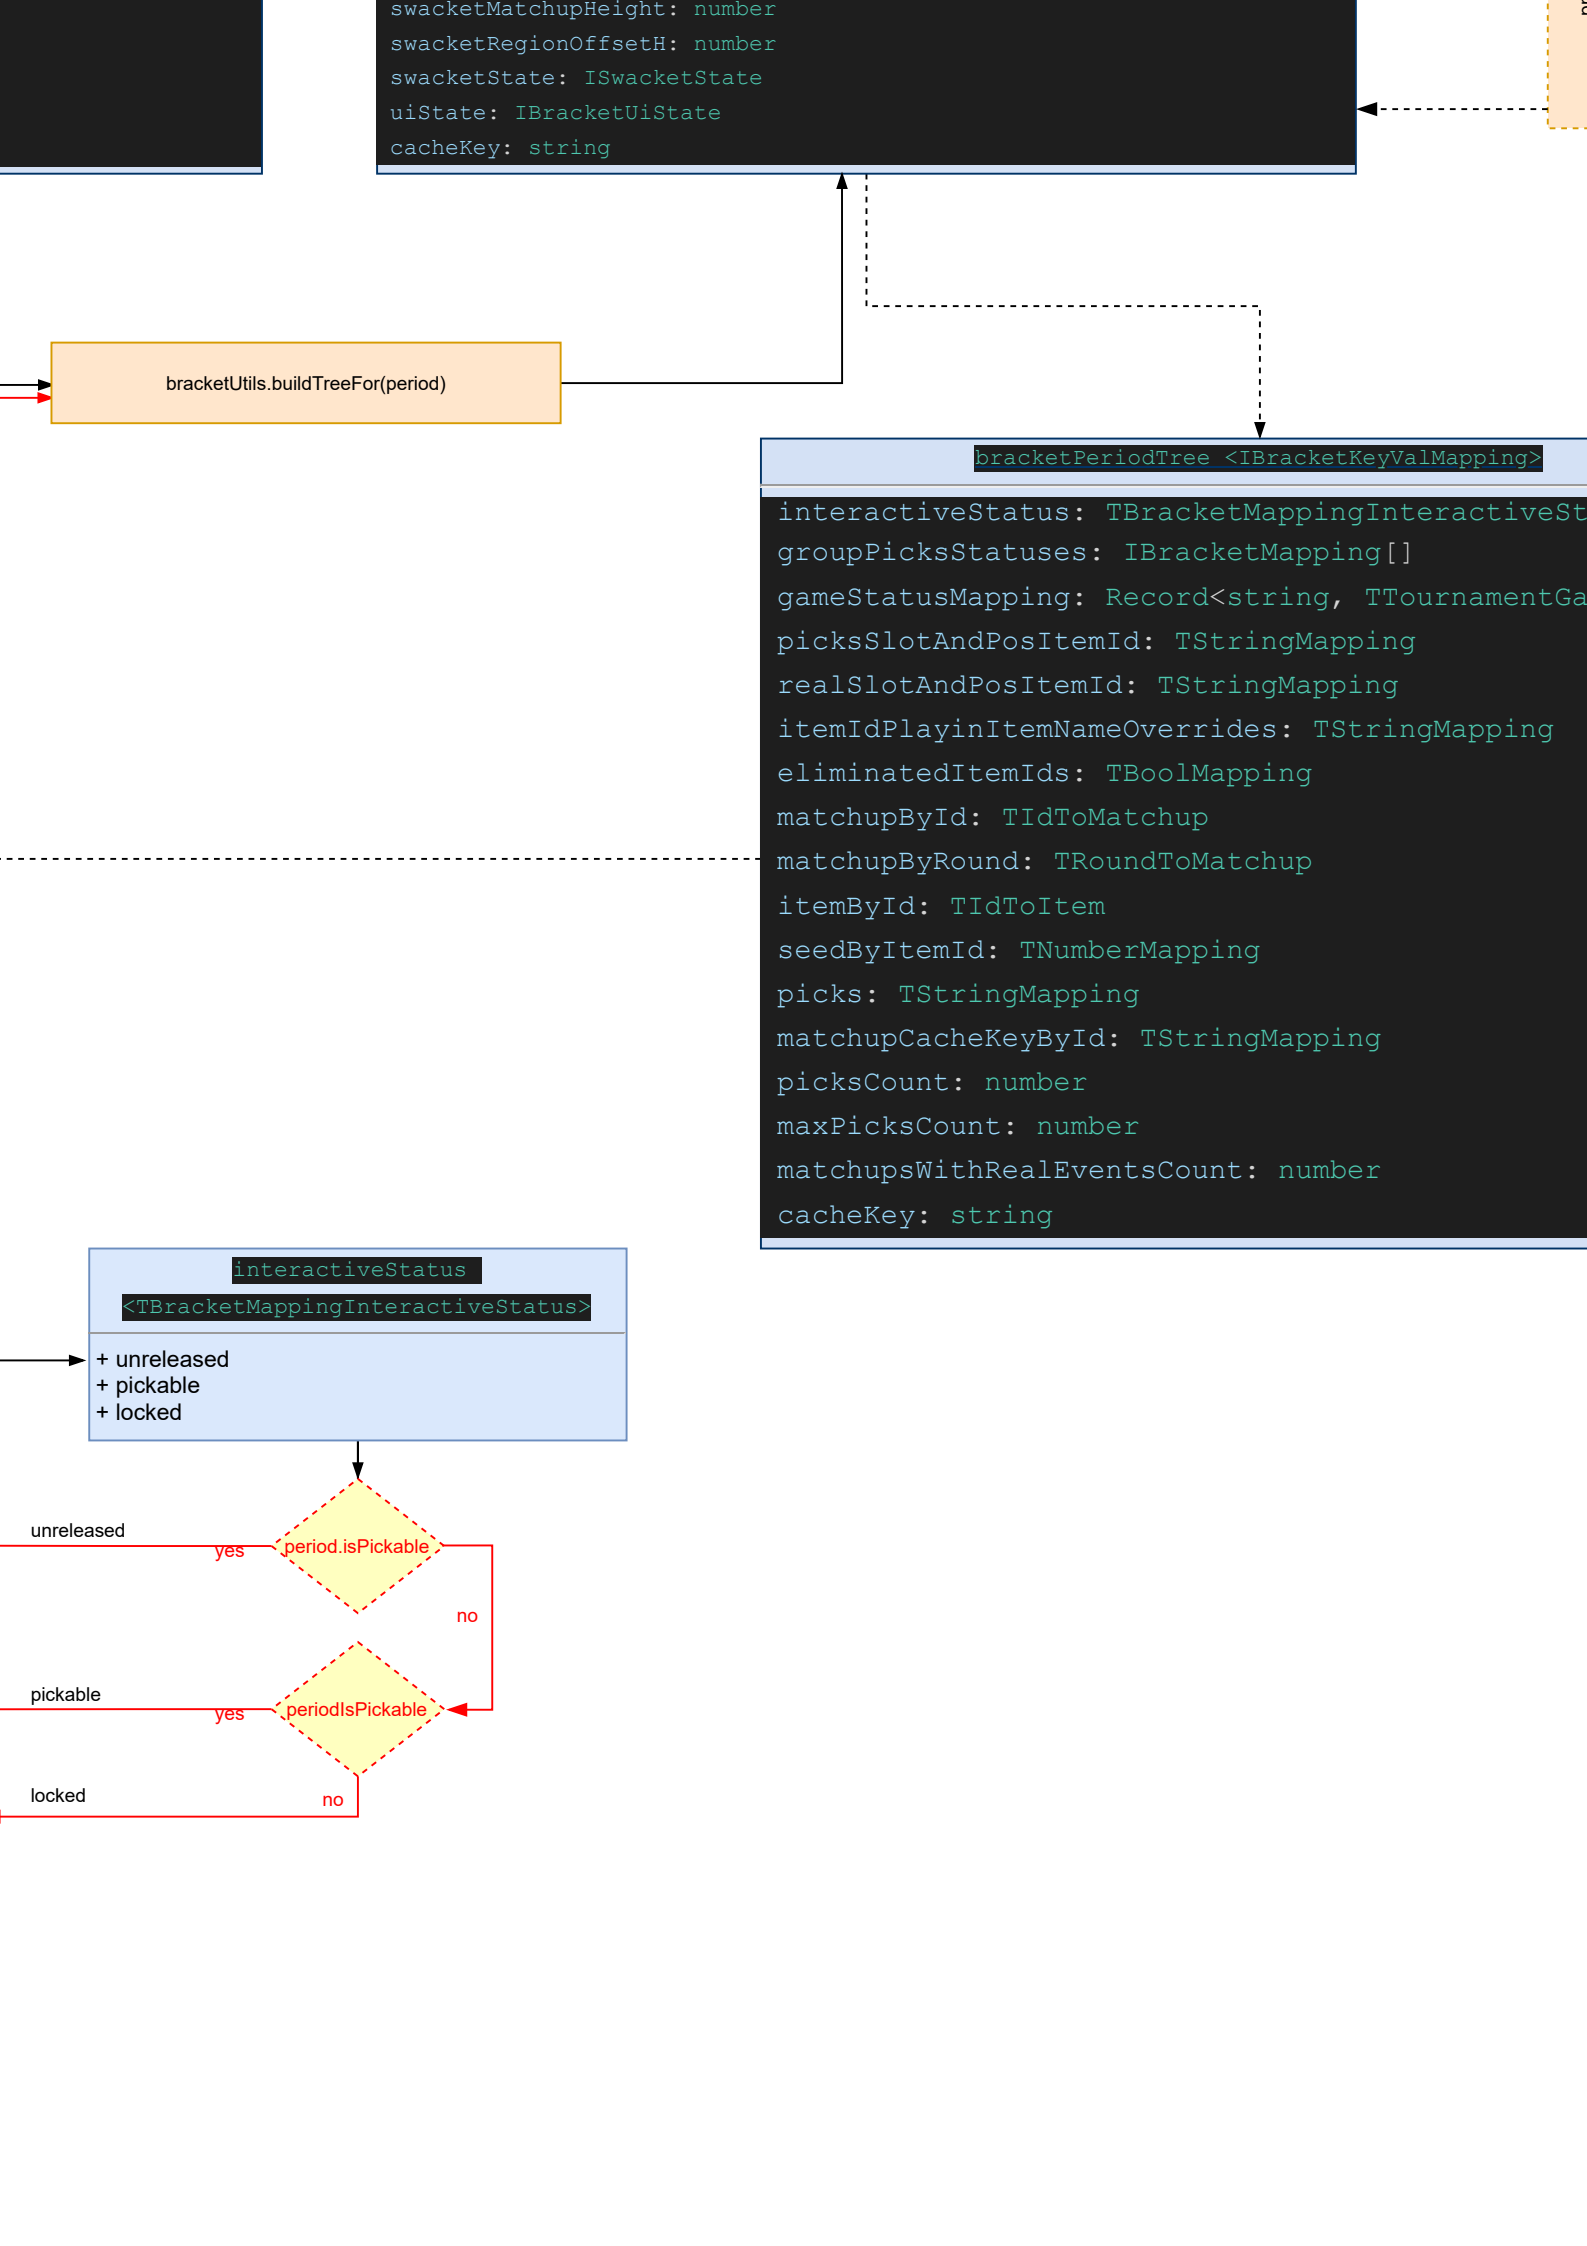 swacketMatchupHeight: number
swacketRegionOffsetH: number
swacketState: ISwacketState
uiState: IBracketUiState
cacheKey: string
bracketUtils.buildTreeFor(period)
bracketPeriodTree <IBracketKeyValMapping>
interactiveStatus: TBracketMappingInteractiveSt
groupPicksStatuses: IBracketMapping[]
gameStatusMapping: Record<string, TTournamentGa
picksSlotAndPosItemId: TStringMapping
realSlotAndPosItemId: TStringMapping
itemIdPlayinItemNameOverrides: TStringMapping
eliminatedItemIds: TBoolMapping
matchupById: TIdToMatchup
matchupByRound: TRoundToMatchup
itemById: TIdToItem
seedByItemId: TNumberMapping
picks: TStringMapping
matchupCacheKeyById: TStringMapping
picksCount: number
maxPicksCount: number
matchupsWithRealEventsCount: number
cacheKey: string
interactiveStatus
<TBracketMappingInteractiveStatus>
+ unreleased
+ pickable
+ locked
unreleased
yes
period.isPickable
no
pickable
yes
periodIsPickable
locked
no